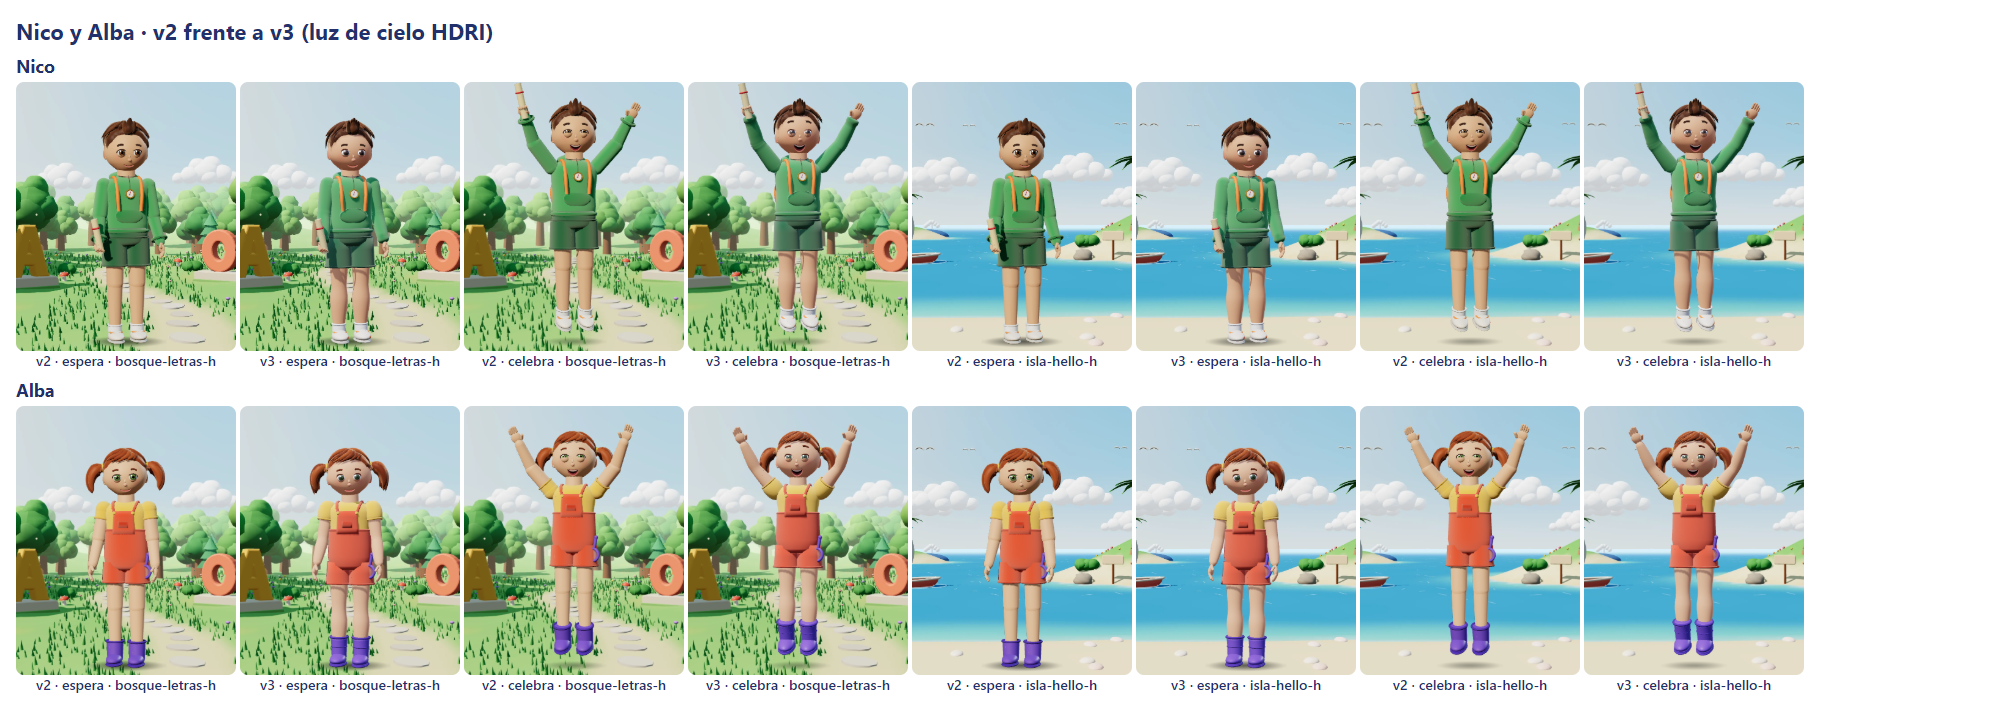 Nico y Alba · v2 frente a v3 (luz de cielo HDRI)
Nico
A O A O A O A O
v2 · espera · bosque-letras-h v3 · espera · bosque-letras-h v2 · celebra · bosque-letras-h v3 · celebra · bosque-letras-h v2 · espera · isla-hello-h v3 · espera · isla-hello-h v2 · celebra · isla-hello-h v3 · celebra · isla-hello-h
Alba
A O A O A O A O
v2 · espera · bosque-letras-h v3 · espera · bosque-letras-h v2 · celebra · bosque-letras-h v3 · celebra · bosque-letras-h v2 · espera · isla-hello-h v3 · espera · isla-hello-h v2 · celebra · isla-hello-h v3 · celebra · isla-hello-h